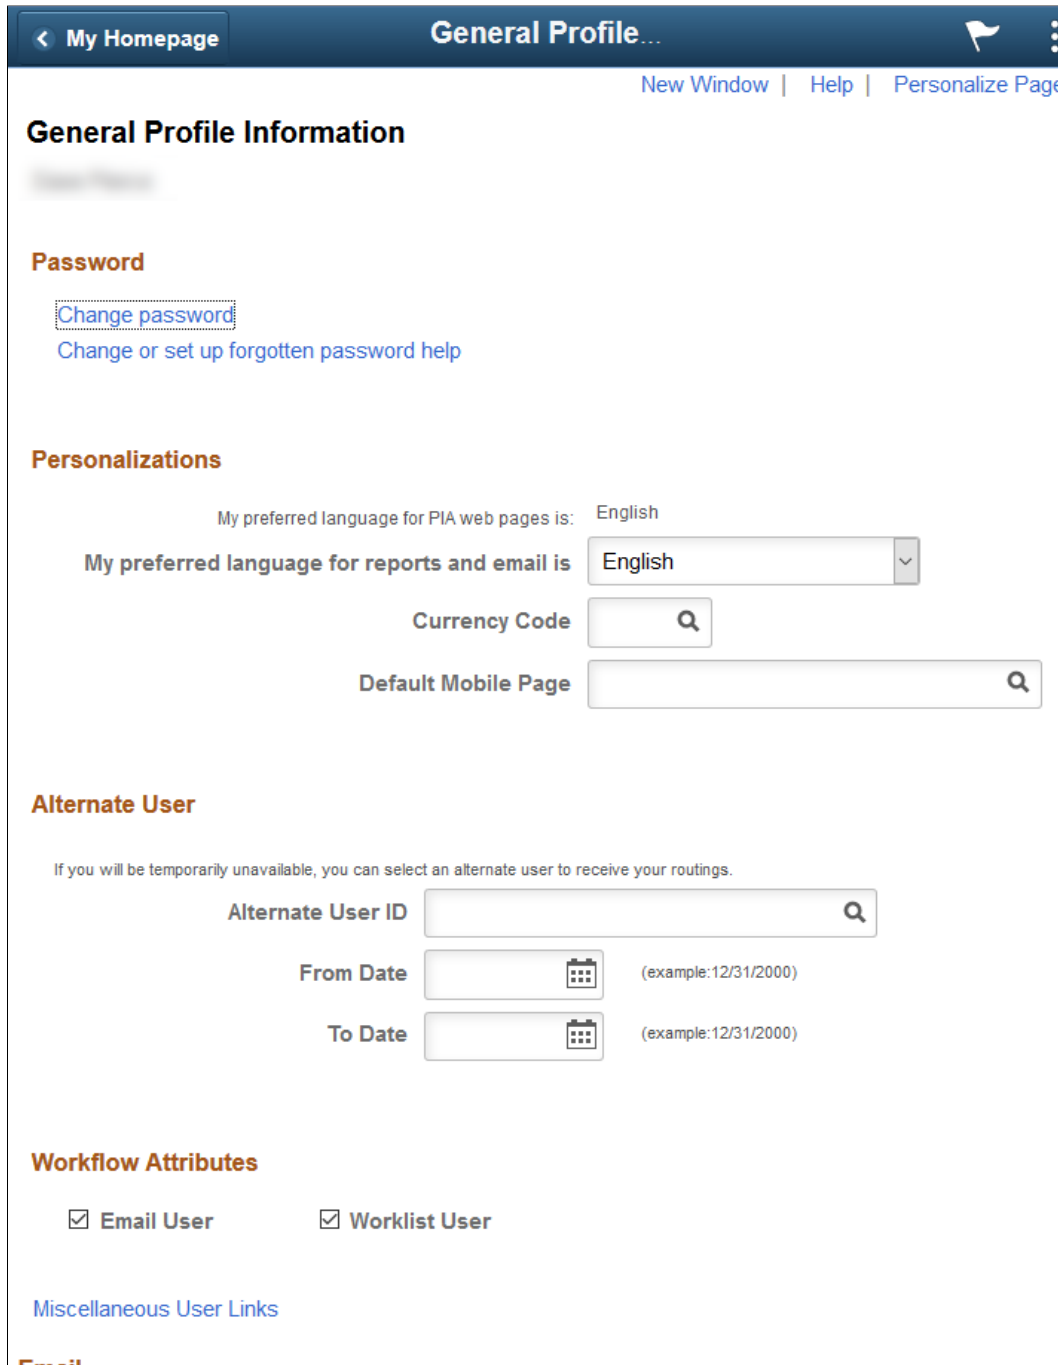 My Homepage
General Profile...
New Window | Help | Personalize Page
General Profile Information
Password
Change password
Change or set up forgotten password help
Personalizations
My preferred language for PIA web pages is: English
My preferred language for reports and email is English
Currency Code
Default Mobile Page
Alternate User
If you will be temporarily unavailable, you can select an alternate user to receive your routings.
Alternate User ID
From Date (example:12/31/2000)
To Date (example:12/31/2000)
Workflow Attributes
Email User Worklist User
Miscellaneous User Links
Email